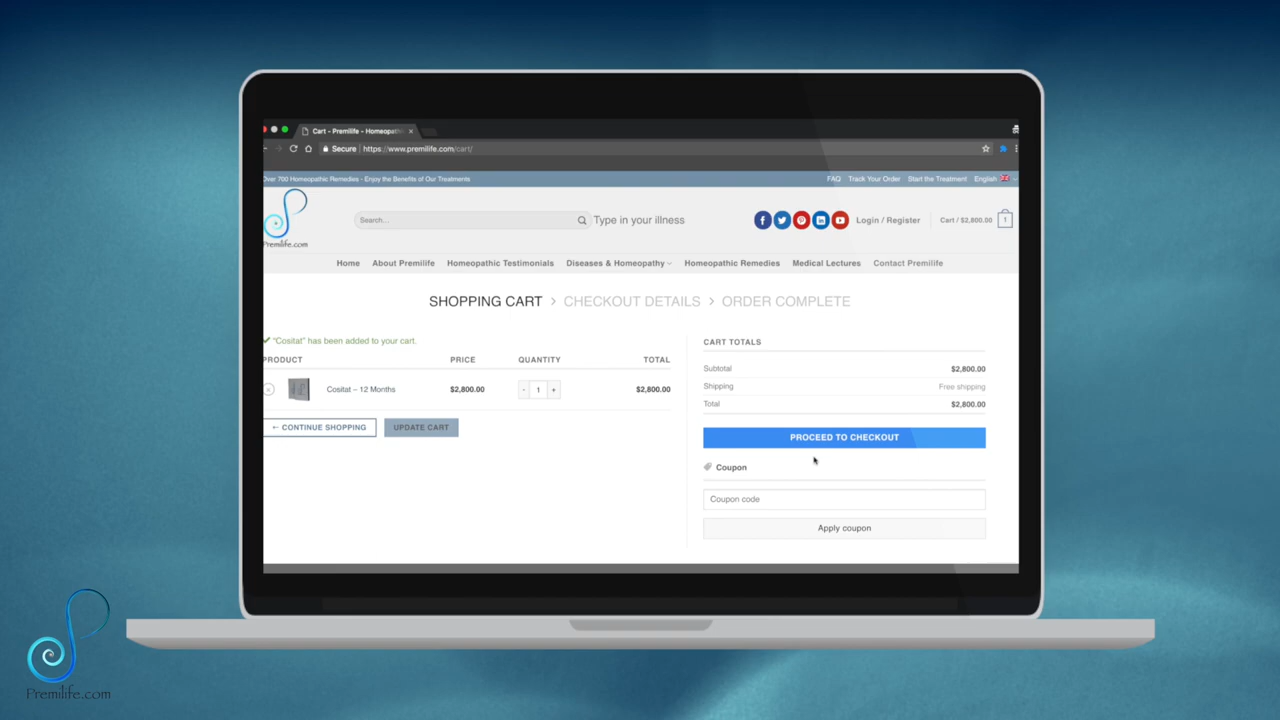 Cart - Premilife - Homeopath
Secure | https://www.premilife.com/cart/
Over 700 Homeopathic Remedies - Enjoy the Benefits of Our Treatments
FAQ Track Your Order Start the Treatment English
Premilife.com
Search...
Type in your illness
Login / Register
Cart / $2,800.00 1
Home About Premilife Homeopathic Testimonials Diseases & Homeopathy Homeopathic Remedies Medical Lectures Contact Premilife
SHOPPING CART > CHECKOUT DETAILS > ORDER COMPLETE
"Cositat" has been added to your cart.
PRODUCT PRICE QUANTITY TOTAL
Cositat – 12 Months $2,800.00 - 1 + $2,800.00
← CONTINUE SHOPPING UPDATE CART
CART TOTALS
Subtotal $2,800.00
Shipping Free shipping
Total $2,800.00
PROCEED TO CHECKOUT
Coupon
Coupon code
Apply coupon
Premilife.com